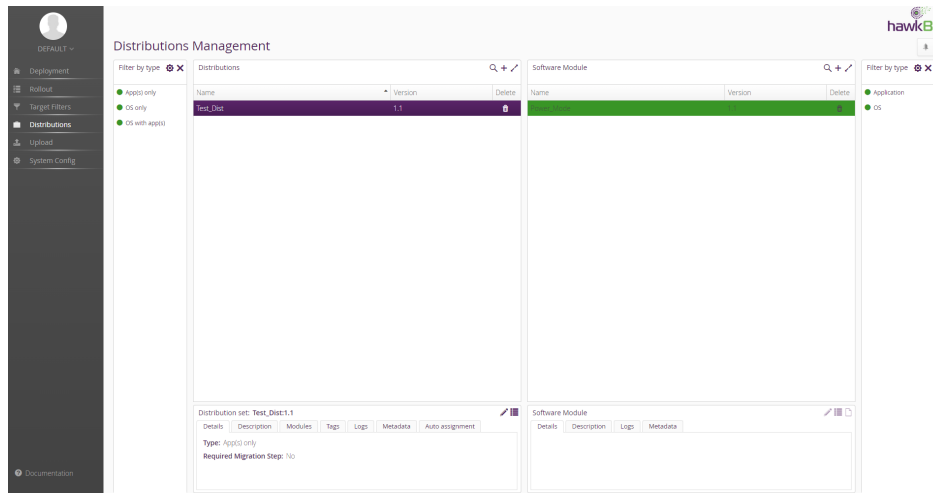 hawkB
DEFAULT
Distributions Management
Deployment
Rollout
Target Filters
Distributions
Upload
System Config
Documentation
Filter by type
App(s) only
OS only
OS with app(s)
Distributions
Name Version Delete
Test_Dist 1.1
Distribution set: Test_Dist:1.1
Details Description Modules Tags Logs Metadata Auto assignment
Type: App(s) only
Required Migration Step: No
Software Module
Name Version Delete
Power_Node 1.1
Software Module
Details Description Logs Metadata
Filter by type
Application
OS